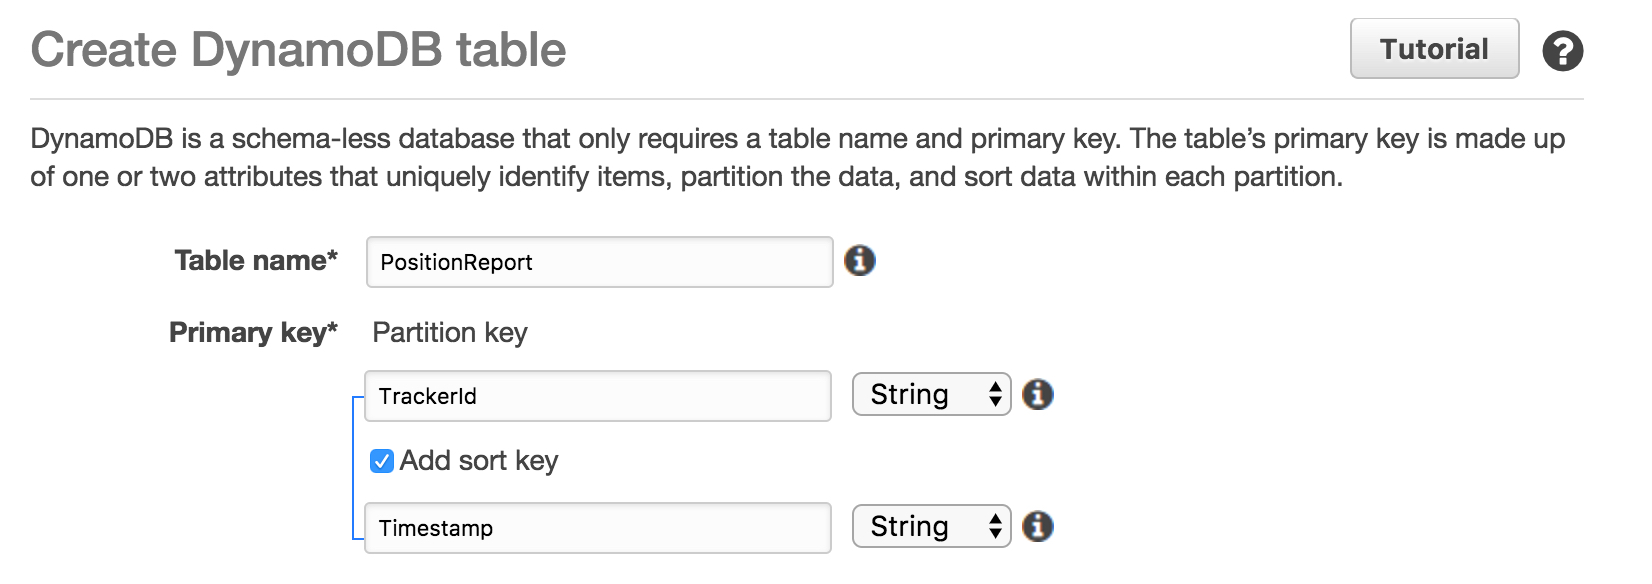 Create DynamoDB table
Tutorial
DynamoDB is a schema-less database that only requires a table name and primary key. The table’s primary key is made up
of one or two attributes that uniquely identify items, partition the data, and sort data within each partition.
Table name* PositionReport
Primary key* Partition key
TrackerId String
Add sort key
Timestamp String